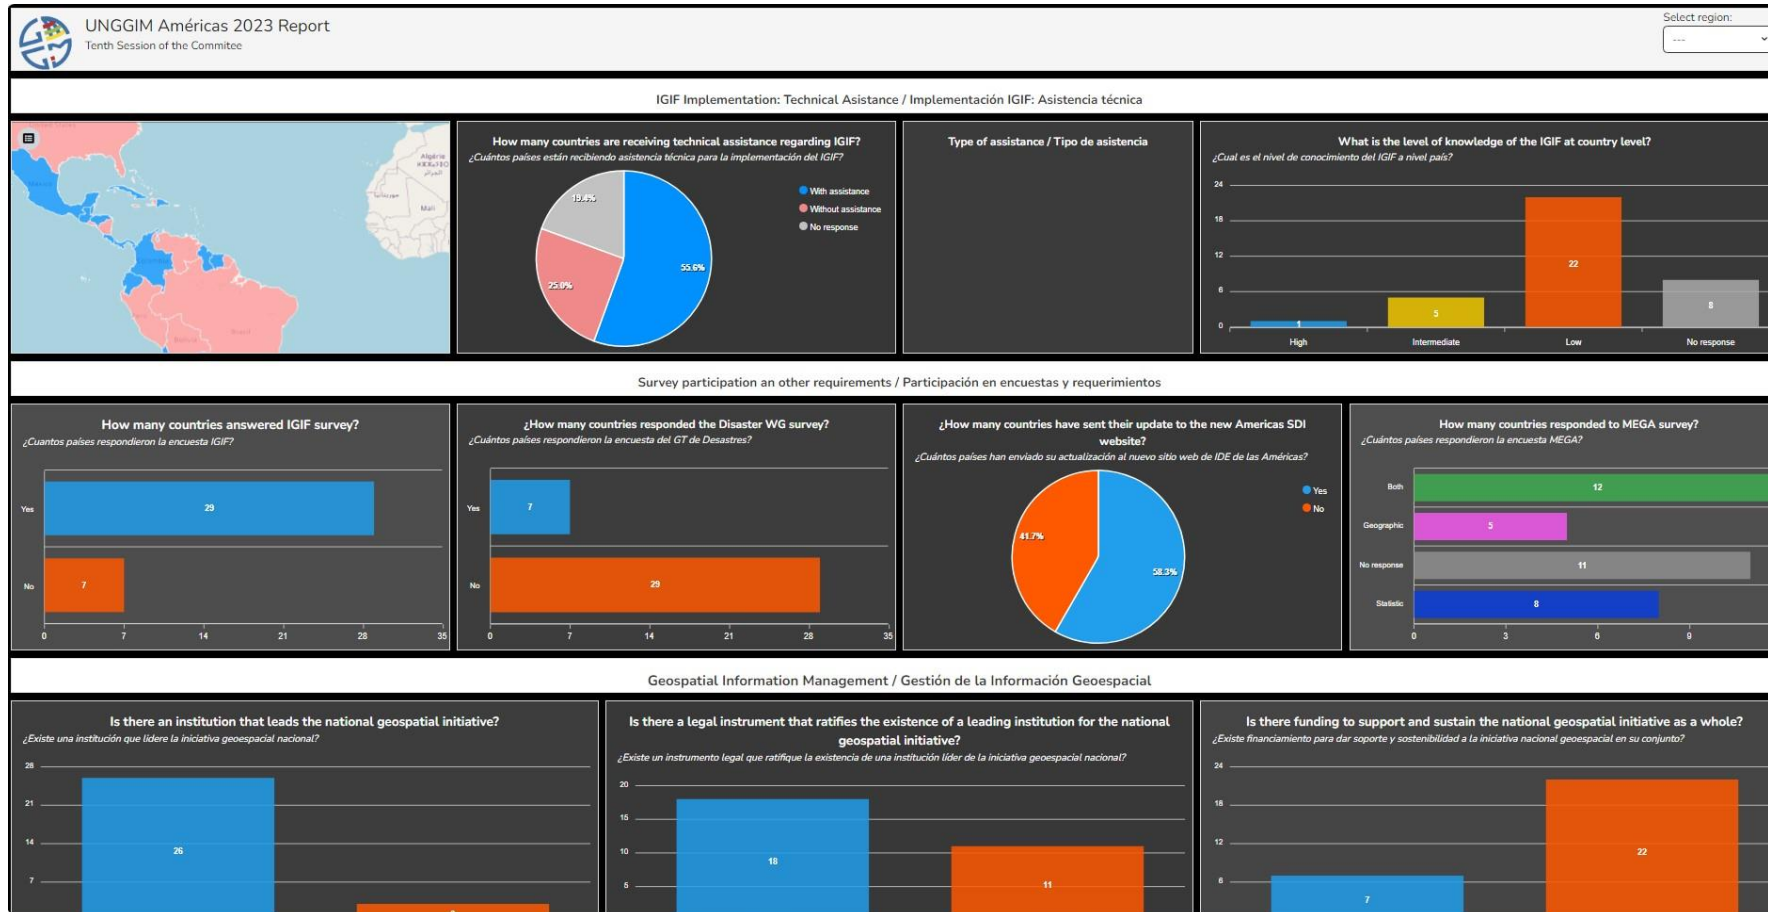 UNGGIM Américas 2023 Report
Tenth Session of the Commitee
Select region:
---
IGIF Implementation: Technical Asistance / Implementación IGIF: Asistencia técnica
How many countries are receiving technical assistance regarding IGIF?
¿Cuántos países están recibiendo asistencia técnica para la implementación del IGIF?
19.4%
55.6%
25.0%
With assistance
Without assistance
No response
Type of assistance / Tipo de asistencia
What is the level of knowledge of the IGIF at country level?
¿Cual es el nivel de conocimiento del IGIF a nivel país?
24
18
12
6
0
1
5
22
8
High
Intermediate
Low
No response
Mali
Survey participation an other requirements / Participación en encuestas y requerimientos
How many countries answered IGIF survey?
¿Cuantos países respondieron la encuesta IGIF?
Yes
29
No
7
0
7
14
21
28
35
¿How many countries responded the Disaster WG survey?
¿Cuántos países respondieron la encuesta del GT de Desastres?
Yes
7
No
29
0
7
14
21
28
35
¿How many countries have sent their update to the new Americas SDI
website?
¿Cuántos países han enviado su actualización al nuevo sitio web de IDE de las Américas?
41.7%
58.3%
Yes
No
How many countries responded to MEGA survey?
¿Cuántos países respondieron la encuesta MEGA?
Both
12
Geographic
5
No response
11
Statistic
8
0
3
6
9
Geospatial Information Management / Gestión de la Información Geoespacial
Is there an institution that leads the national geospatial initiative?
¿Existe una institución que lidere la iniciativa geoespacial nacional?
28
21
14
7
26
Is there a legal instrument that ratifies the existence of a leading institution for the national
geospatial initiative?
¿Existe un instrumento legal que ratifique la existencia de una institución líder de la iniciativa geoespacial nacional?
20
15
10
5
18
11
Is there funding to support and sustain the national geospatial initiative as a whole?
¿Existe financiamiento para dar soporte y sostenibilidad a la iniciativa nacional geoespacial en su conjunto?
24
18
12
6
7
22